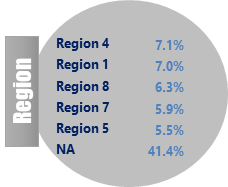 Region
Region 4 7.1%
Region 1 7.0%
Region 8 6.3%
Region 7 5.9%
Region 5 5.5%
NA 41.4%